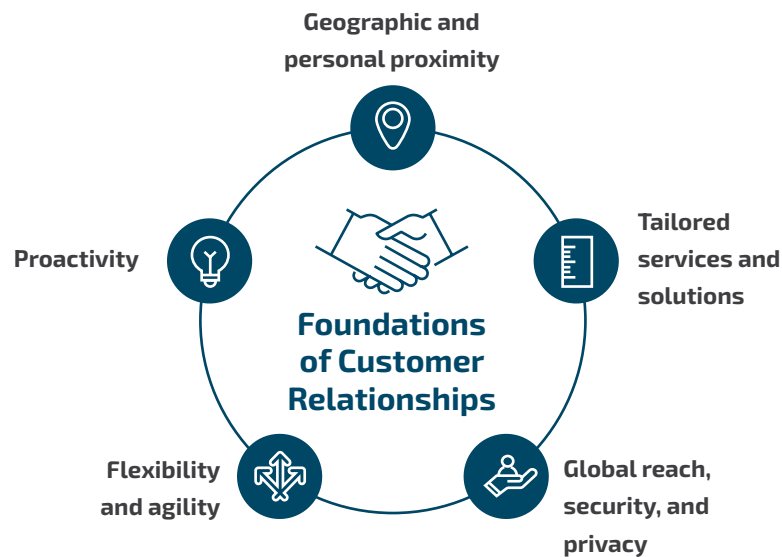 Geographic and
personal proximity
Tailored
services and
solutions
Proactivity
Foundations
of Customer
Relationships
Flexibility
and agility
Global reach,
security, and
privacy